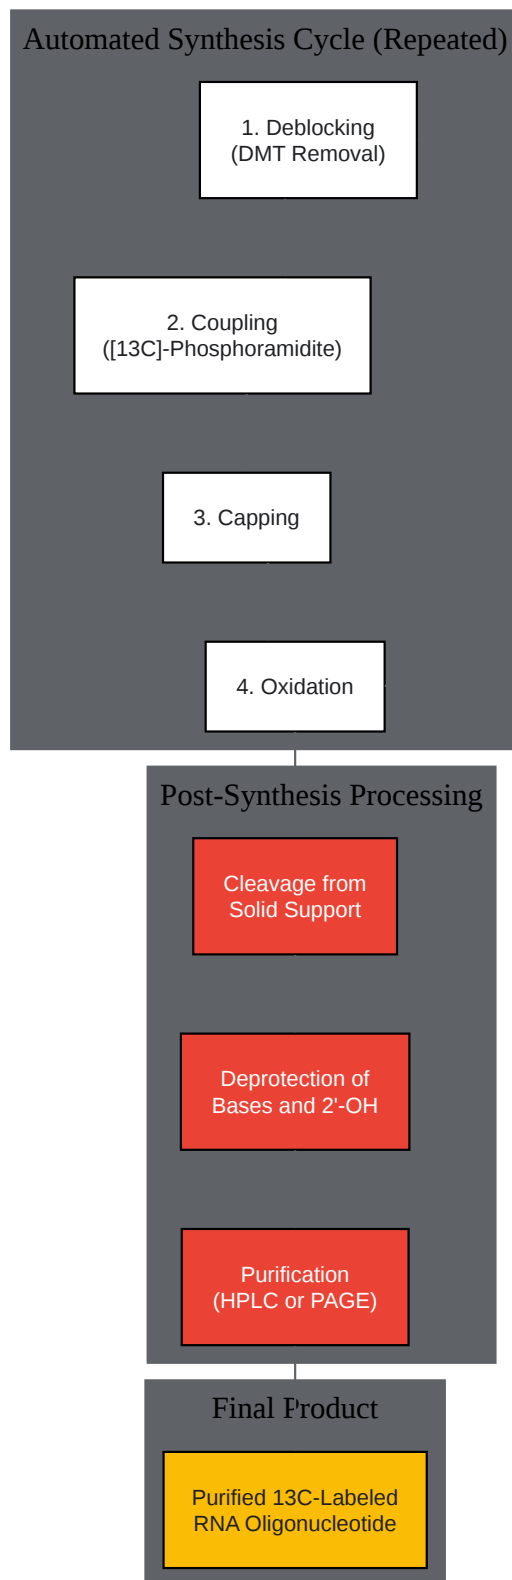 Automated Synthesis Cycle (Repeated)
1. Deblocking
(DMT Removal)
2. Coupling
([13C]-Phosphoramidite)
3. Capping
4. Oxidation
Post-Synthesis Processing
Cleavage from
Solid Support
Deprotection of
Bases and 2'-OH
Purification
(HPLC or PAGE)
Final Product
Purified 13C-Labeled
RNA Oligonucleotide